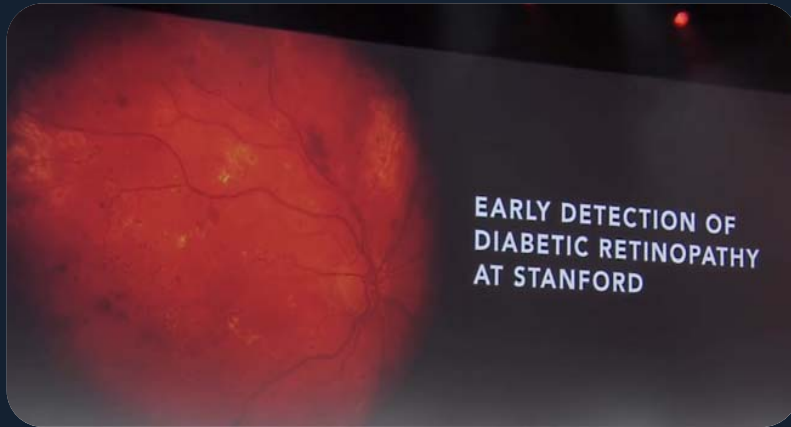 EARLY DETECTION OF
DIABETIC RETINOPATHY
AT STANFORD